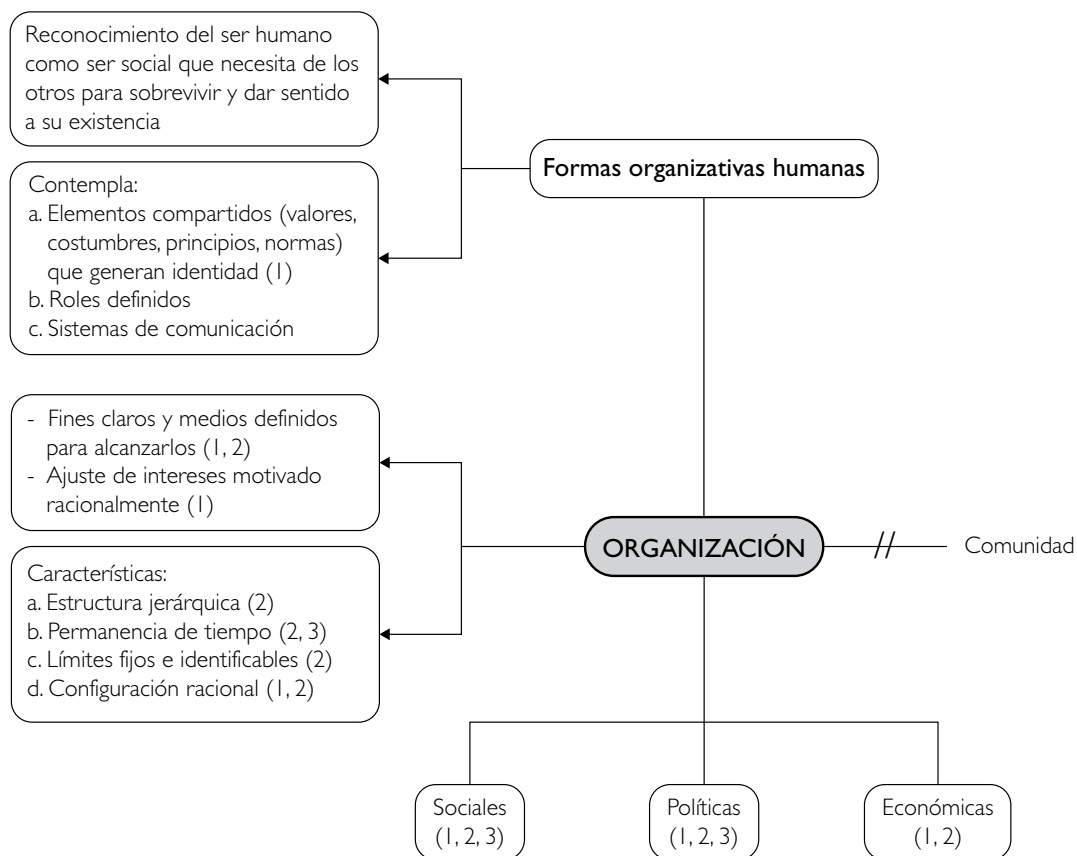 Reconocimiento del ser humano
como ser social que necesita de los
otros para sobrevivir y dar sentido
a su existencia
Formas organizativas humanas
Contempla:
a. Elementos compartidos (valores,
costumbres, principios, normas)
que generan identidad (1)
b. Roles definidos
c. Sistemas de comunicación
- Fines claros y medios definidos
para alcanzarlos (1, 2)
- Ajuste de intereses motivado
racionalmente (1)
ORGANIZACIÓN
Comunidad
Características:
a. Estructura jerárquica (2)
b. Permanencia de tiempo (2, 3)
c. Límites fijos e identificables (2)
d. Configuración racional (1, 2)
Sociales
(1, 2, 3)
Políticas
(1, 2, 3)
Económicas
(1, 2)